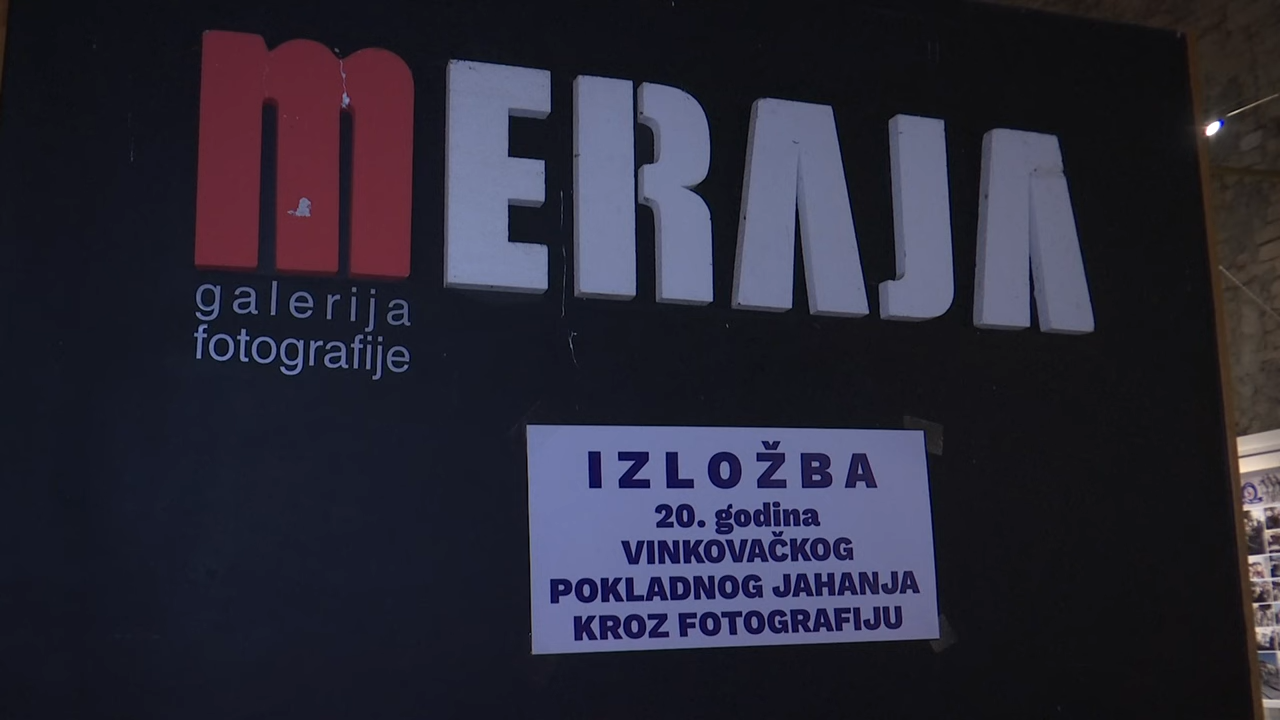 mERAJA
galerija
fotografije
IZLOŽBA
20. godina
VINKOVAČKOG
POKLADNOG JAHANJA
KROZ FOTOGRAFIJU